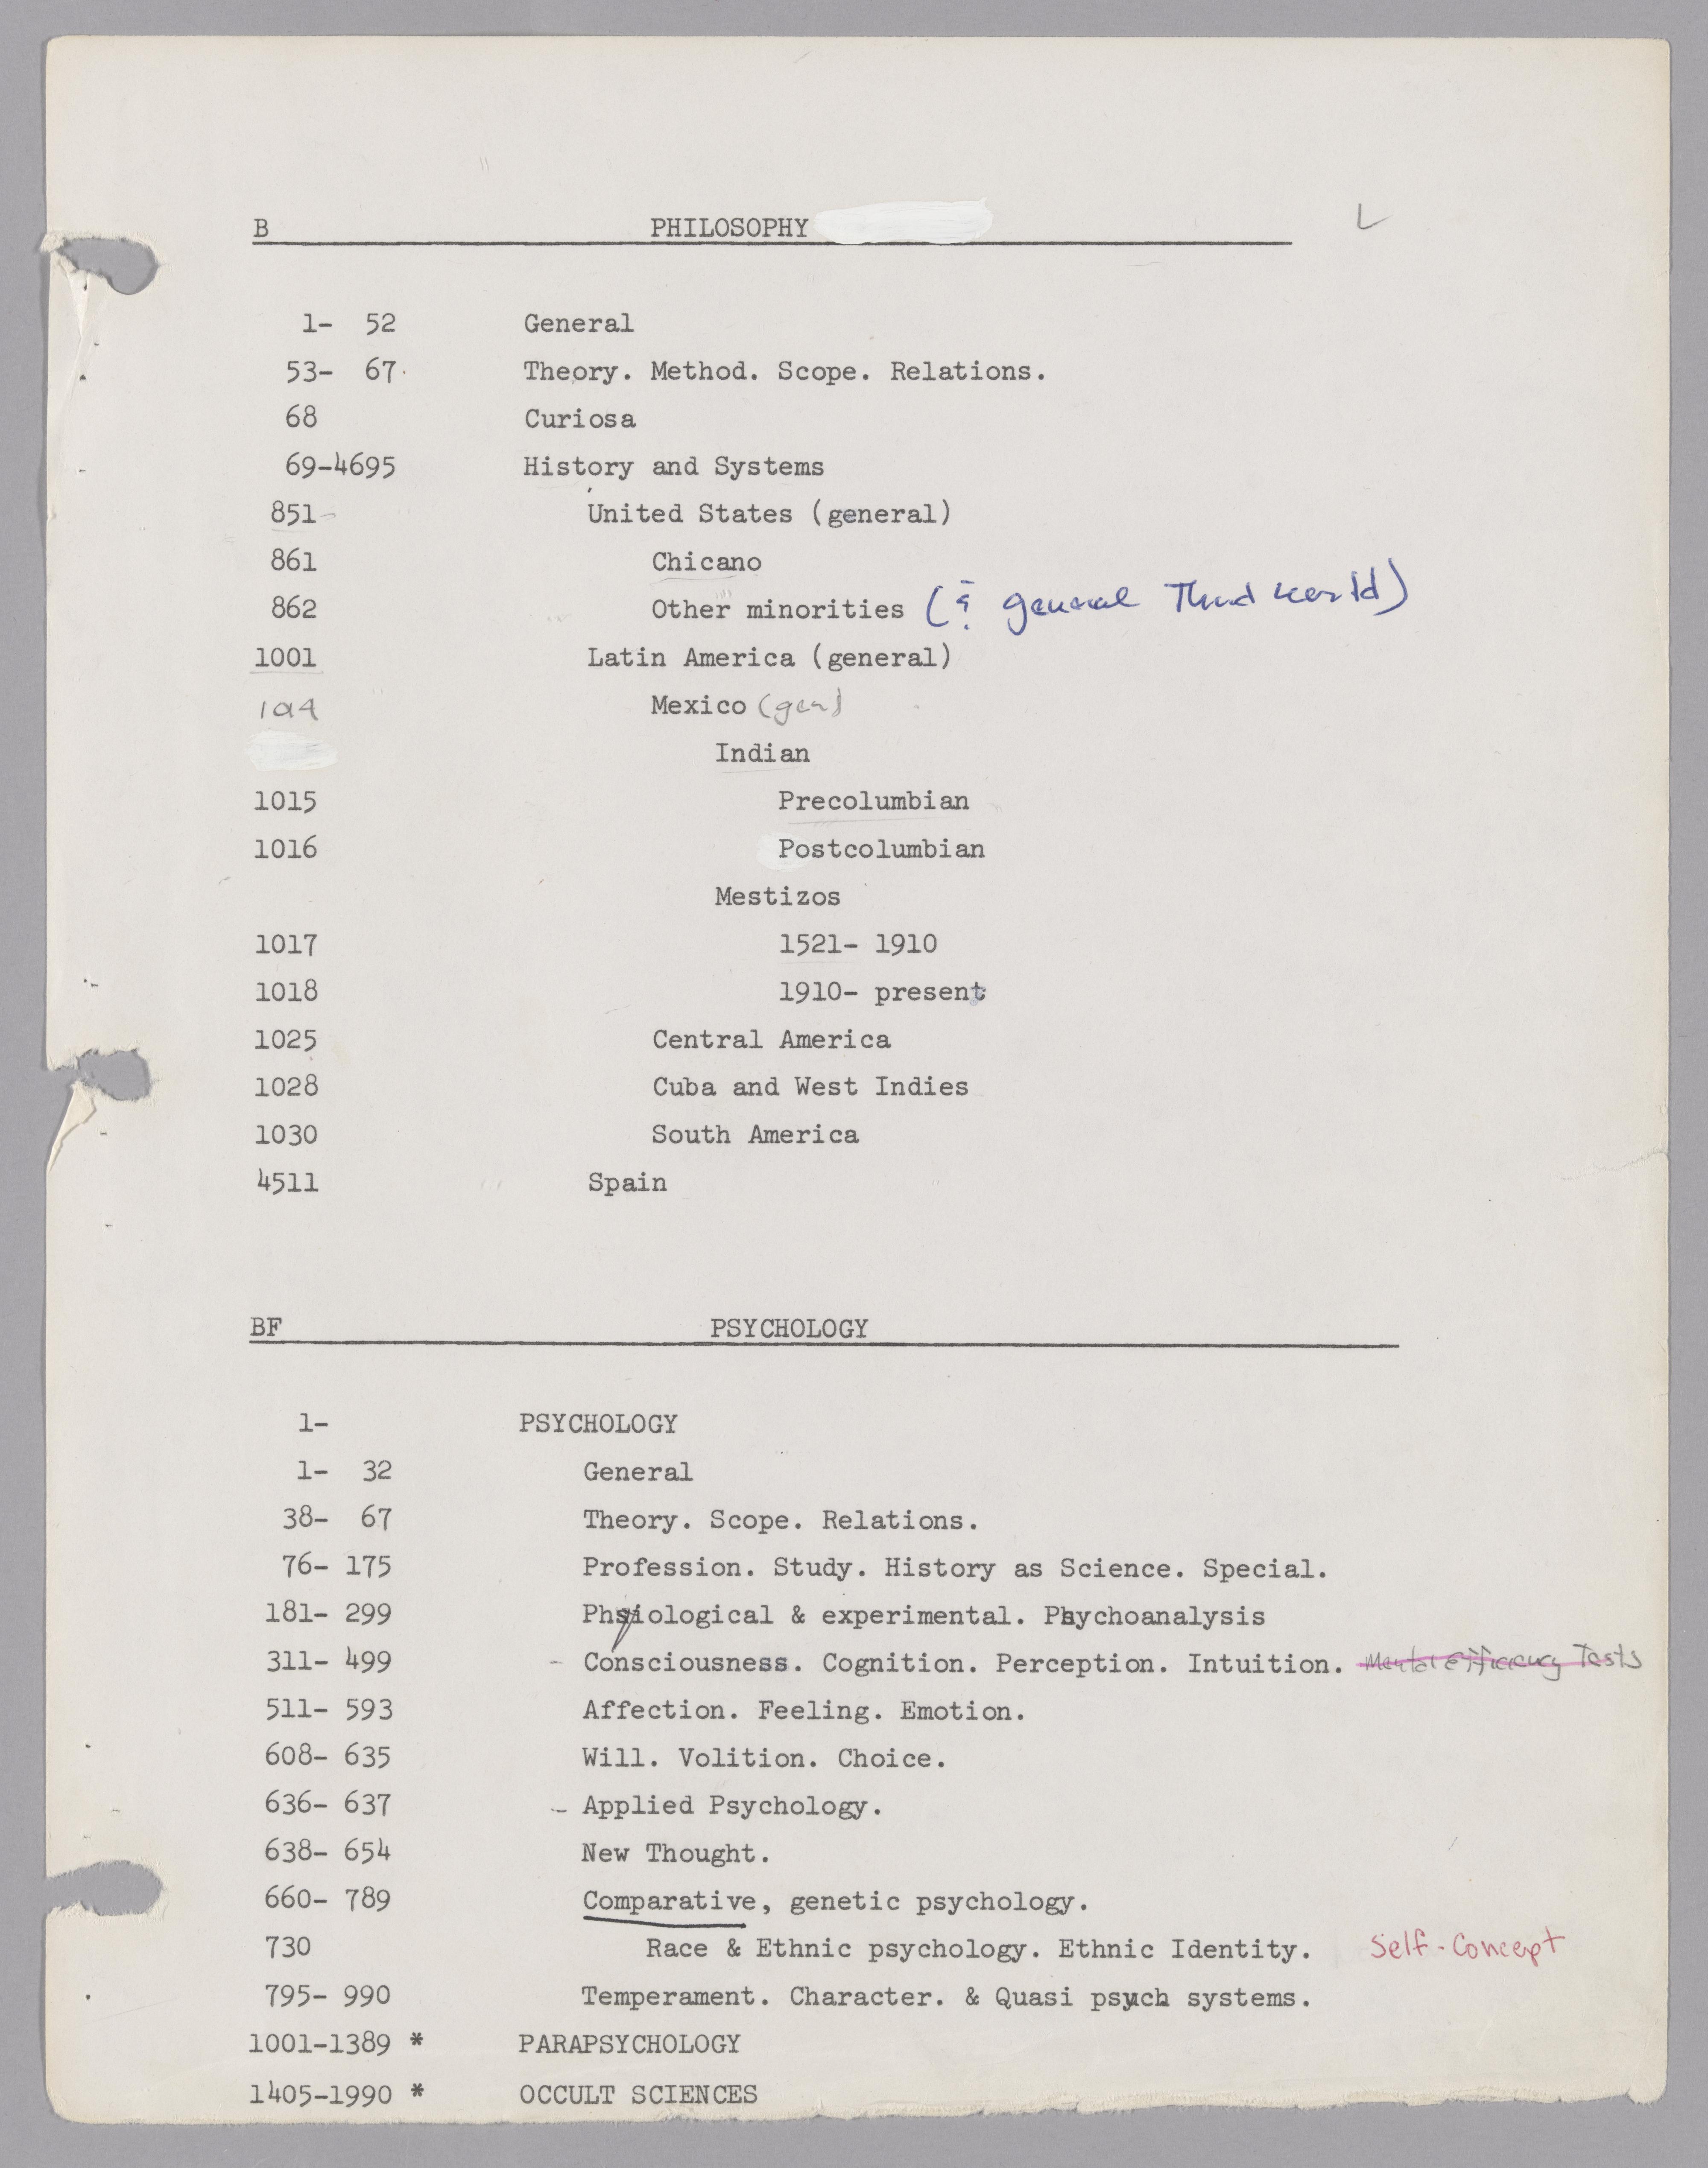 B PHILOSOPHY L
1- 52 General
53- 67 Theory. Method. Scope. Relations.
68 Curiosa
69-4695 History and Systems
851- United States (general)
861 Chicano
862 Other minorities (& general Third World)
1001 Latin America (general)
Mexico (gen)
Indian
1015 Precolumbian
1016 Postcolumbian
Mestizos
1017 1521- 1910
1018 1910- present
1025 Central America
1028 Cuba and West Indies
1030 South America
4511 Spain
BF PSYCHOLOGY
1- PSYCHOLOGY
1- 32 General
38- 67 Theory. Scope. Relations.
76- 175 Profession. Study. History as Science. Special.
181- 299 Physiological & experimental. Psychoanalysis
311- 499 - Consciousness. Cognition. Perception. Intuition. Mental Efficiency Tests
511- 593 Affection. Feeling. Emotion.
608- 635 Will. Volition. Choice.
636- 637 - Applied Psychology.
638- 654 New Thought.
660- 789 Comparative, genetic psychology.
730 Race & Ethnic psychology. Ethnic Identity. Self-Concept
795- 990 Temperament. Character. & Quasi psych systems.
1001-1389 * PARAPSYCHOLOGY
1405-1990 * OCCULT SCIENCES